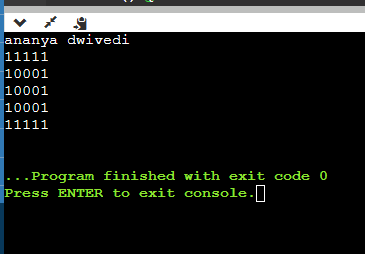 ananya dwivedi
11111
10001
10001
10001
11111
...Program finished with exit code 0
Press ENTER to exit console.